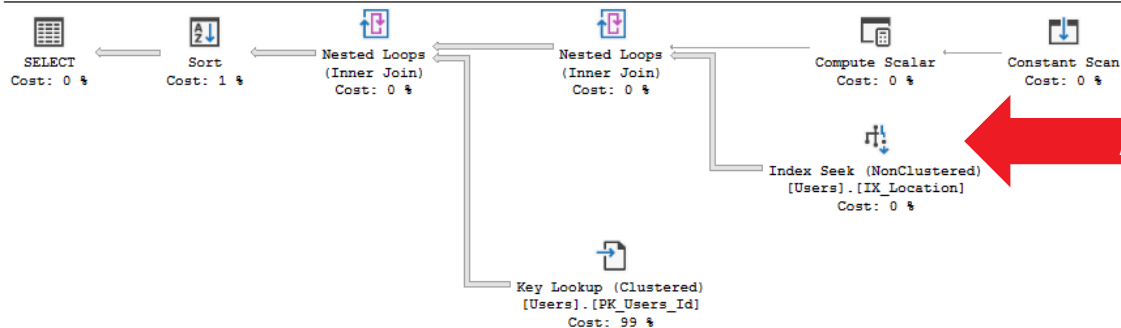 SELECT
Cost: 0 %
Sort
Cost: 1 %
Nested Loops
(Inner Join)
Cost: 0 %
Nested Loops
(Inner Join)
Cost: 0 %
Compute Scalar
Cost: 0 %
Constant Scan
Cost: 0 %
Index Seek (NonClustered)
[Users].[IX_Location]
Cost: 0 %
Key Lookup (Clustered)
[Users].[PK_Users_Id]
Cost: 99 %